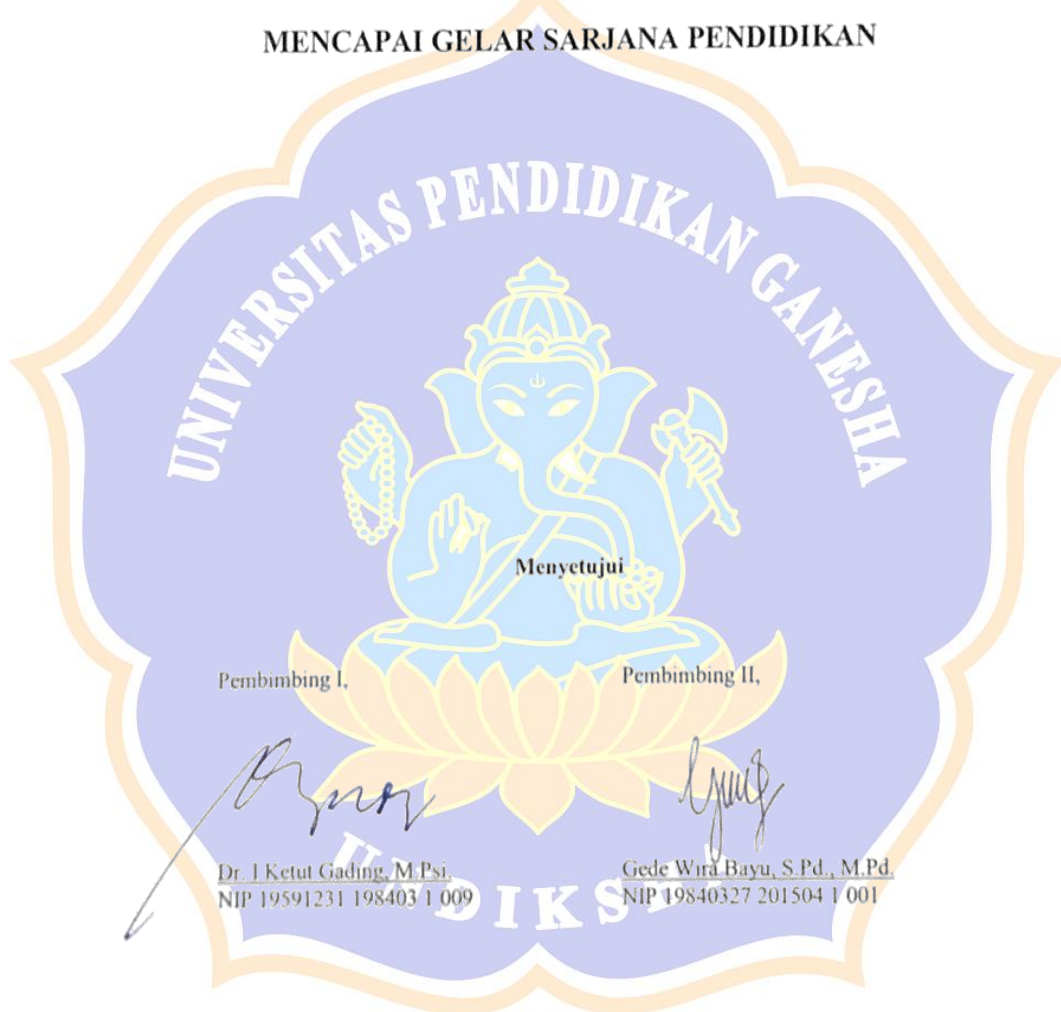 MENCAPAI GELAR SARJANA PENDIDIKAN
UNIVERSITAS PENDIDIKAN GANESHA
Menyetujui
Pembimbing I,
Pembimbing II,
Dr. I Ketut Gading, M.Psi.
Gede Wira Bayu, S.Pd., M.Pd.
NIP 19591231 198403 1 009
NIP 19840327 201504 1 001
UNDIKSHA